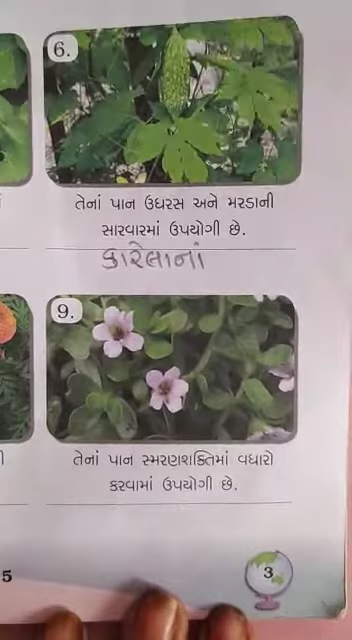 6.
તેનાં પાન ઉધરસ અને મરડાની
સારવારમાં ઉપયોગી છે.
કારેલાનાં
9.
તેનાં પાન સ્મરણશક્તિમાં વધારો
કરવામાં ઉપયોગી છે.
5
3